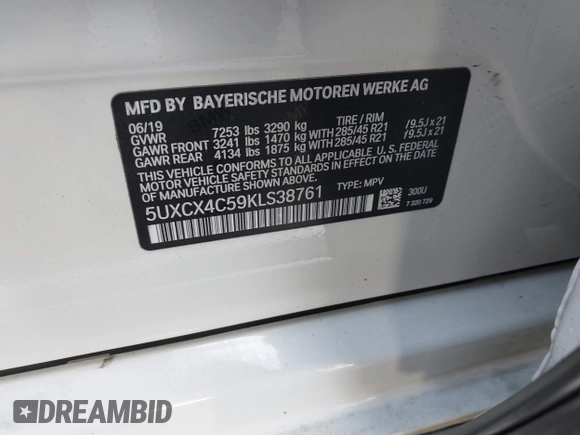 MFD BY BAYERISCHE MOTOREN WERKE AG
06/19 TIRE / RIM
GVWR 7253 lbs 3290 kg
GAWR FRONT 3241 lbs 1470 kg WITH 285/45 R21 /9.5J x 21
GAWR REAR 4134 lbs 1875 kg WITH 285/45 R21 /9.5J x 21
THIS VEHICLE CONFORMS TO ALL APPLICABLE U. S. FEDERAL
MOTOR VEHICLE SAFETY STANDARDS IN EFFECT ON THE DATE
OF MANUFACTURE SHOWN ABOVE.
5UXCX4C59KLS38761 TYPE: MPV
300U
7 320 729
DREAMBID